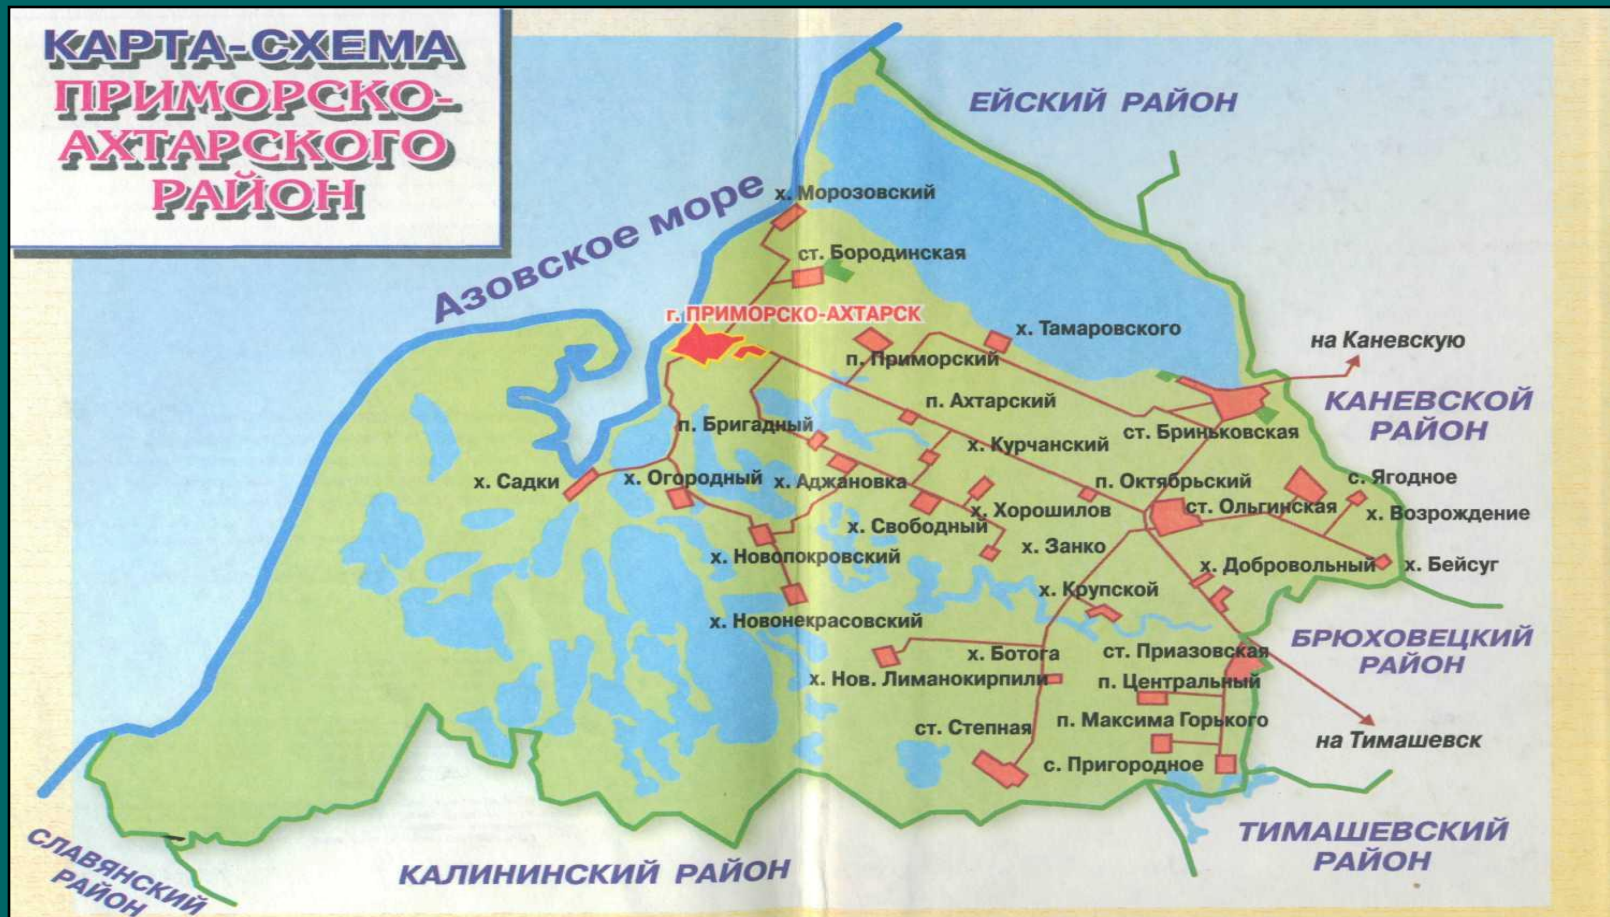 КАРТА-СХЕМА
ПРИМОРСКО-
АХТАРСКОГО
РАЙОН
ЕЙСКИЙ РАЙОН
Азовское море
х. Морозовский
ст. Бородинская
г. ПРИМОРСКО-АХТАРСК
х. Тамаровского
на Каневскую
п. Приморский
п. Ахтарский
КАНЕВСКОЙ
РАЙОН
п. Бригадный
ст. Бриньковская
х. Курчанский
х. Садки
х. Огородный
х. Аджановка
п. Октябрьский
с. Ягодное
х. Хорошилов
ст. Ольгинская
х. Возрождение
х. Свободный
х. Занко
х. Новопокровский
х. Добровольный
х. Бейсуг
х. Крупской
х. Новонекрасовский
БРЮХОВЕЦКИЙ
РАЙОН
х. Ботога
ст. Приазовская
х. Нов. Лиманокирпили
п. Центральный
ст. Степная
п. Максима Горького
на Тимашевск
с. Пригородное
ТИМАШЕВСКИЙ
РАЙОН
КАЛИНИНСКИЙ РАЙОН
СЛАВЯНСКИЙ
РАЙОН